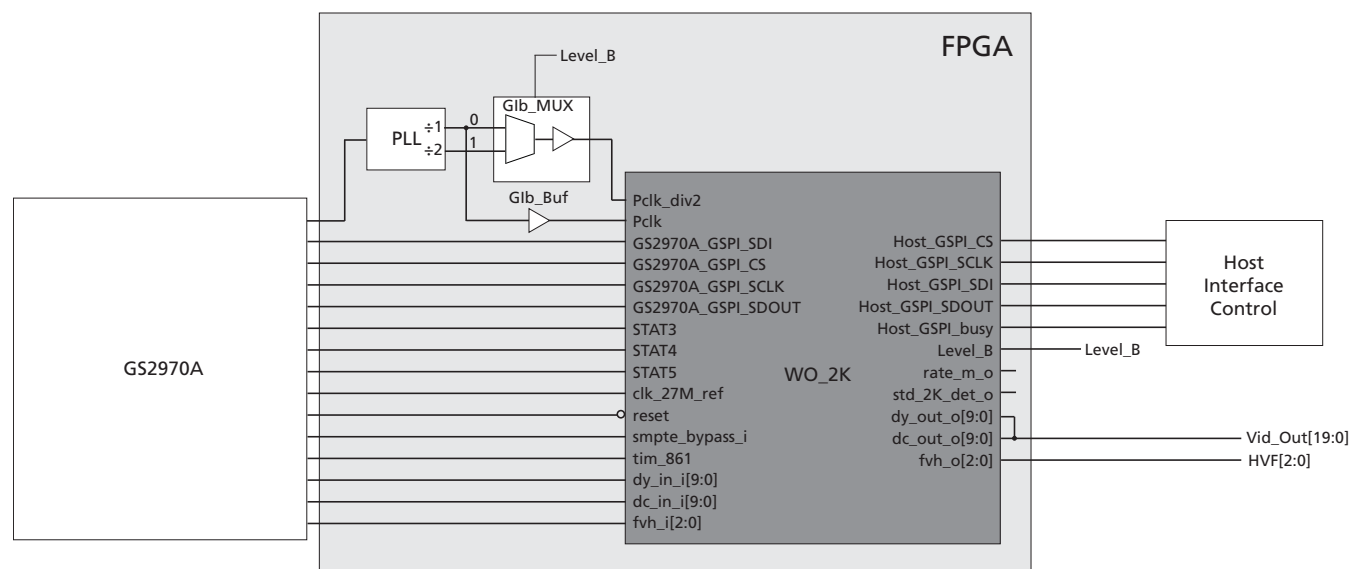 FPGA
Level_B
Glb_MUX
PLL
÷1
0
÷2
1
Glb_Buf
Pclk_div2
Pclk
GS2970A_GSPI_SDI
GS2970A_GSPI_CS
GS2970A_GSPI_SCLK
GS2970A_GSPI_SDOUT
STAT3
STAT4
STAT5
clk_27M_ref
reset
smpte_bypass_i
tim_861
dy_in_i[9:0]
dc_in_i[9:0]
fvh_i[2:0]
GS2970A
WO_2K
Host_GSPI_CS
Host_GSPI_SCLK
Host_GSPI_SDI
Host_GSPI_SDOUT
Host_GSPI_busy
Level_B
rate_m_o
std_2K_det_o
dy_out_o[9:0]
dc_out_o[9:0]
fvh_o[2:0]
Host
Interface
Control
Level_B
Vid_Out[19:0]
HVF[2:0]